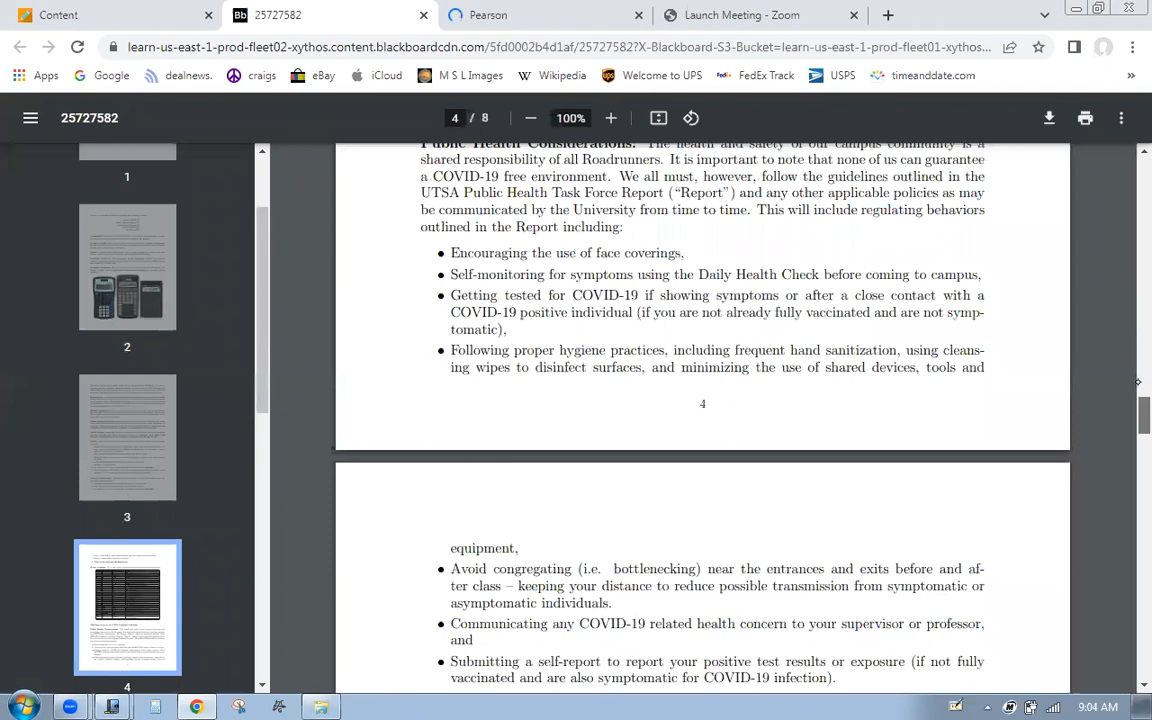 Content
Bb 25727582
Pearson
Launch Meeting - Zoom
learn-us-east-1-prod-fleet02-xythos.content.blackboardcdn.com/5fd0002b4d1af/25727582?X-Blackboard-S3-Bucket=learn-us-east-1-prod-fleet01-xythos...
Apps
Google
dealnews.
craigs
eBay
iCloud
M S L Images
Wikipedia
Welcome to UPS
FedEx Track
USPS
timeanddate.com
»
25727582
4 / 8
100%
1
2
3
4
Public Health Considerations. The health and safety of our campus community is a
shared responsibility of all Roadrunners. It is important to note that none of us can guarantee
a COVID-19 free environment. We all must, however, follow the guidelines outlined in the
UTSA Public Health Task Force Report (“Report”) and any other applicable policies as may
be communicated by the University from time to time. This will include regulating behaviors
outlined in the Report including:
• Encouraging the use of face coverings,
• Self-monitoring for symptoms using the Daily Health Check before coming to campus,
• Getting tested for COVID-19 if showing symptoms or after a close contact with a
COVID-19 positive individual (if you are not already fully vaccinated and are not symp-
tomatic),
• Following proper hygiene practices, including frequent hand sanitization, using cleans-
ing wipes to disinfect surfaces, and minimizing the use of shared devices, tools and
4
equipment,
• Avoid congregating (i.e. bottlenecking) near the entrances and exits before and af-
ter class – keeping your distance to reduce possible transmission from symptomatic or
asymptomatic individuals.
• Communicating any COVID-19 related health concern to your supervisor or professor,
and
• Submitting a self-report to report your positive test results or exposure (if not fully
vaccinated and are also symptomatic for COVID-19 infection).
9:04 AM